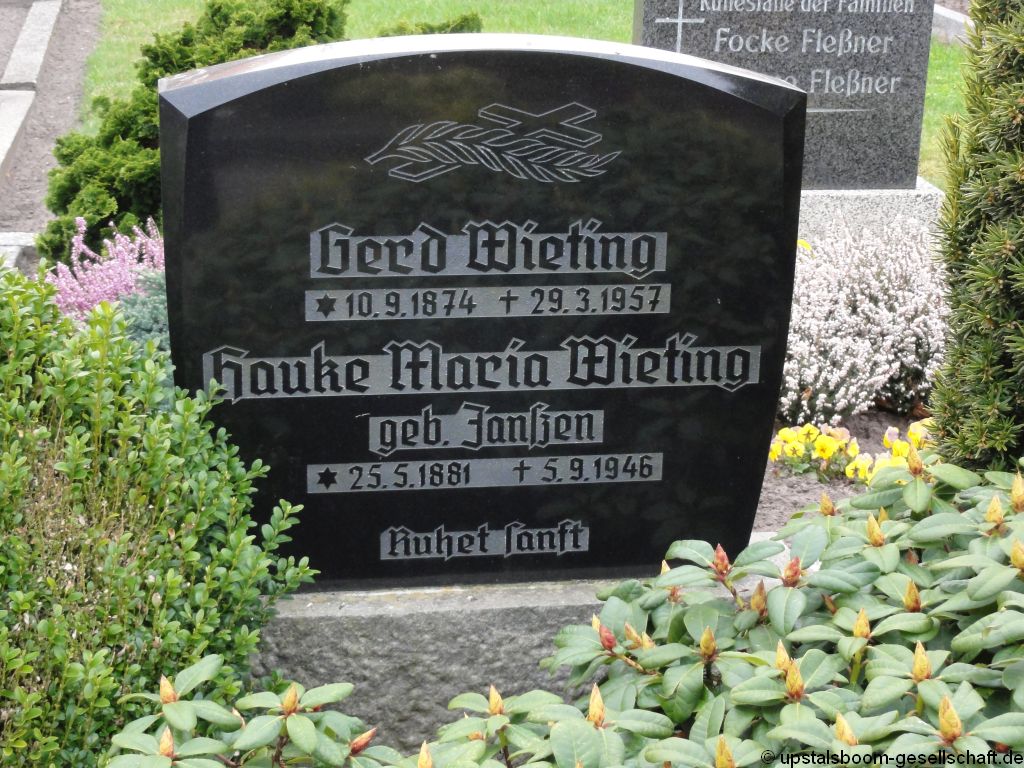 Ruhestätte der Familien
Focke Fleßner
Fleßner
Gerd Wieting
✶ 10.9.1874 † 29.3.1957
Hauke Maria Wieting
geb. Janßen
✶ 25.5.1881 † 5.9.1946
Ruhet sanft
© upstalsboom-gesellschaft.de